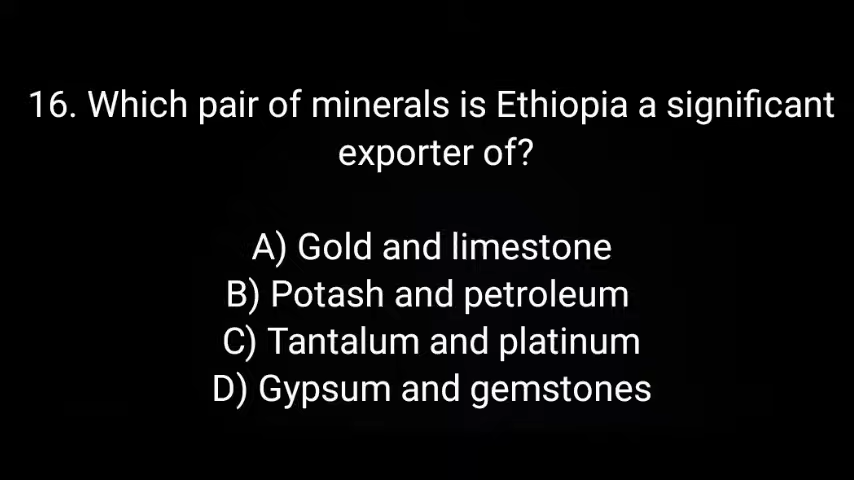 16. Which pair of minerals is Ethiopia a significant
exporter of?
A) Gold and limestone
B) Potash and petroleum
C) Tantalum and platinum
D) Gypsum and gemstones